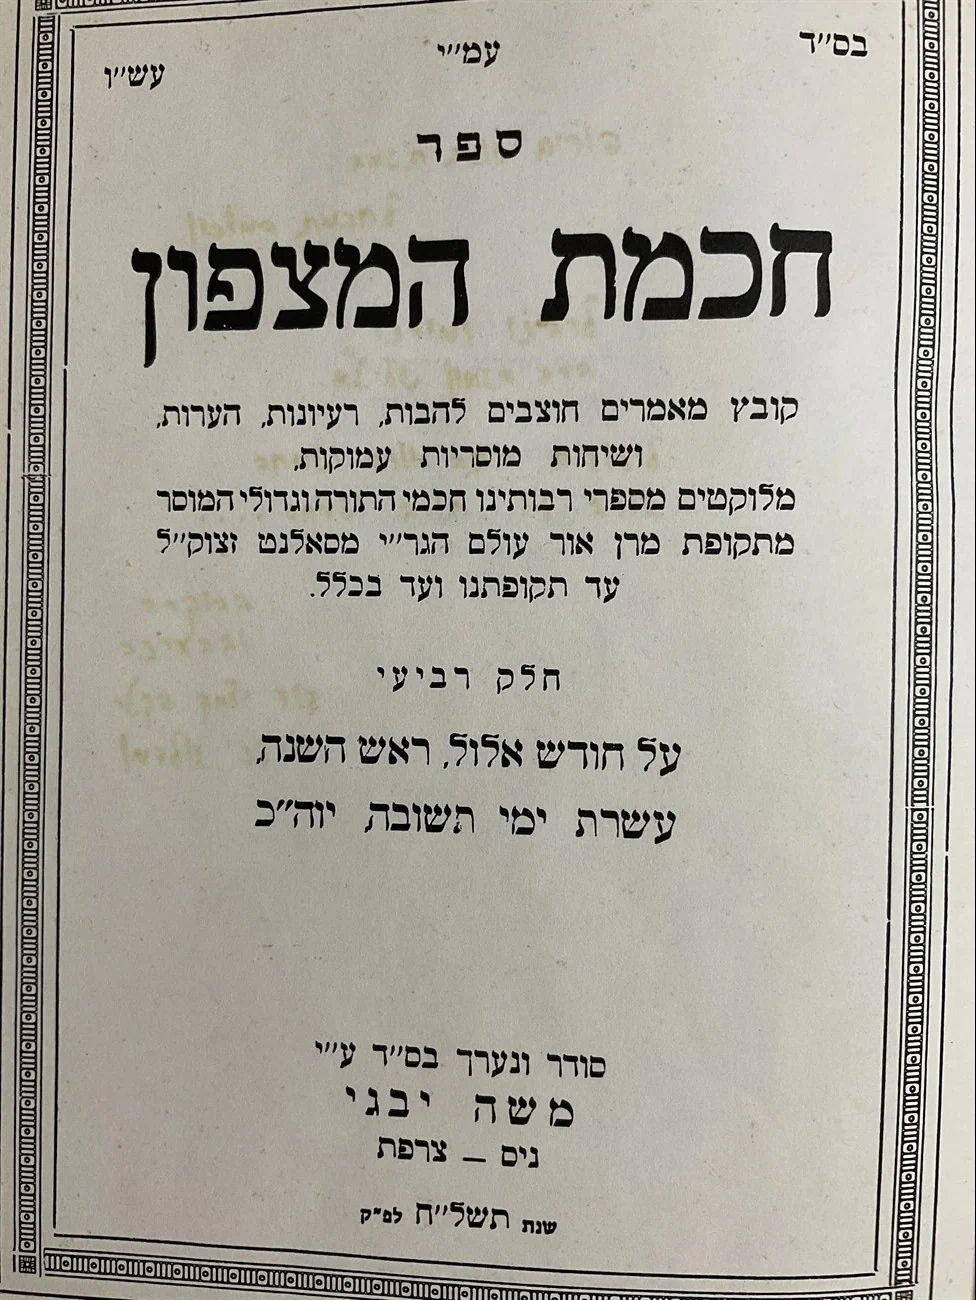 בס״ד עמ״י עש״ו
ספר
חכמת המצפון
קובץ מאמרים חוצבים להבות, רעיונות, הערות,
ושיחות מוסריות עמוקות,
מלוקטים מספרי רבותינו חכמי התורה וגדולי המוסר
מתקופת מרן אור עולם הגר״י מסאלנט זצוק״ל
עד תקופתנו ועד בכלל.
חלק רביעי
על חודש אלול, ראש השנה,
עשרת ימי תשובה, יוה״כ
סודר ונערך בס״ד ע״י
משה יבגי
ניס – צרפת
שנת תשל״ח לפ״ק